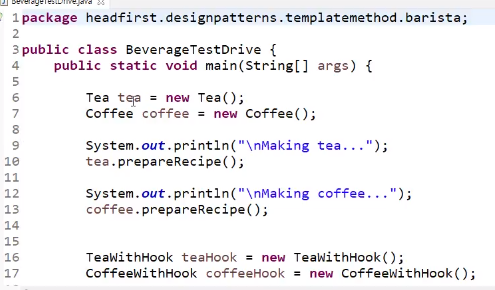 BeverageTestDrive.java
1 package headfirst.designpatterns.templatemethod.barista;
2
3 public class BeverageTestDrive {
4 public static void main(String[] args) {
5
6 Tea tea = new Tea();
7 Coffee coffee = new Coffee();
8
9 System.out.println("\nMaking tea...");
10 tea.prepareRecipe();
11
12 System.out.println("\nMaking coffee...");
13 coffee.prepareRecipe();
14
15
16 TeaWithHook teaHook = new TeaWithHook();
17 CoffeeWithHook coffeeHook = new CoffeeWithHook();